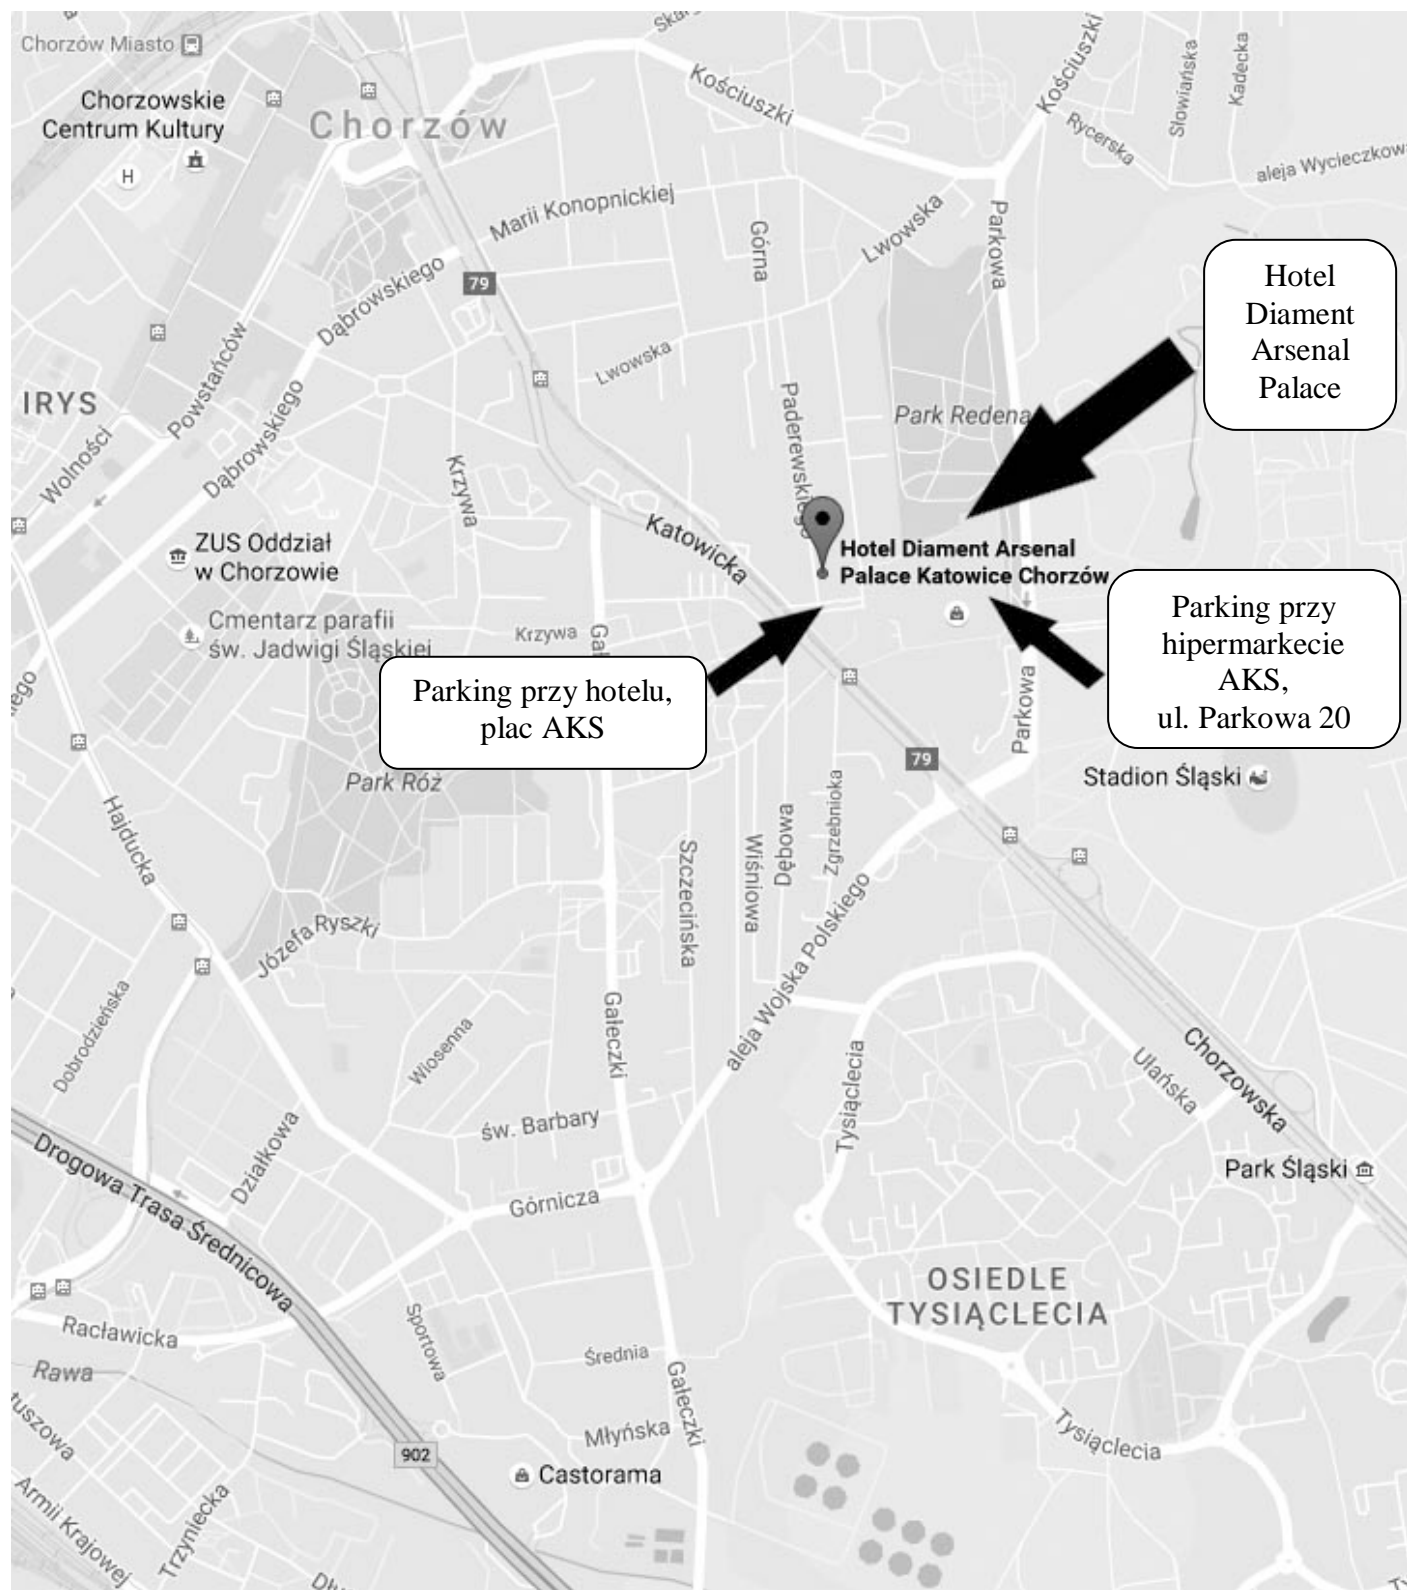 Chorzów Miasto
Chorzowskie
Centrum Kultury
H
Chorzów
Kościuszki
Kościuszki
Rycerska
Słowiańska
Kadecka
aleja Wycieczkowa
Marii Konopnickiej
Górna
Lwowska
Parkowa
79
Dąbrowskiego
Hotel
Diament
Arsenal
Palace
Lwowska
IRYS
Powstańców
Wolności
Dąbrowskiego
Paderewskiego
Park Redena
Krzywa
Katowicka
ZUS Oddział
w Chorzowie
Hotel Diament Arsenal
Palace Katowice Chorzów
Cmentarz parafii
św. Jadwigi Śląskiej
Krzywa
Parking przy
hipermarkecie
AKS,
ul. Parkowa 20
Parking przy hotelu,
plac AKS
Parkowa
79
Stadion Śląski
Park Róż
Hajducka
Szczecińska
Wiśniowa
Dębowa
Zgrzebnioka
Józefa Ryszki
aleja Wojska Polskiego
Dobrodzieńska
Wiosenna
Gałeczki
Tysiąclecia
Ułańska
Chorzowska
św. Barbary
Działkowa
Drogowa Trasa Średnicowa
Górnicza
Park Śląski
OSIEDLE
TYSIĄCLECIA
Racławicka
Sportowa
Średnia
Rawa
Gałeczki
Młyńska
Tysiąclecia
902
Castorama
Armii Krajowej
Trzyniecka